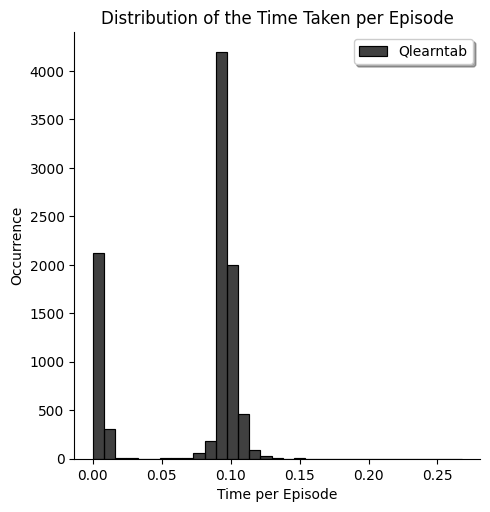 Distribution of the Time Taken per Episode
Qlearntab
Occurrence
4000
3500
3000
2500
2000
1500
1000
500
0
0.00 0.05 0.10 0.15 0.20 0.25
Time per Episode